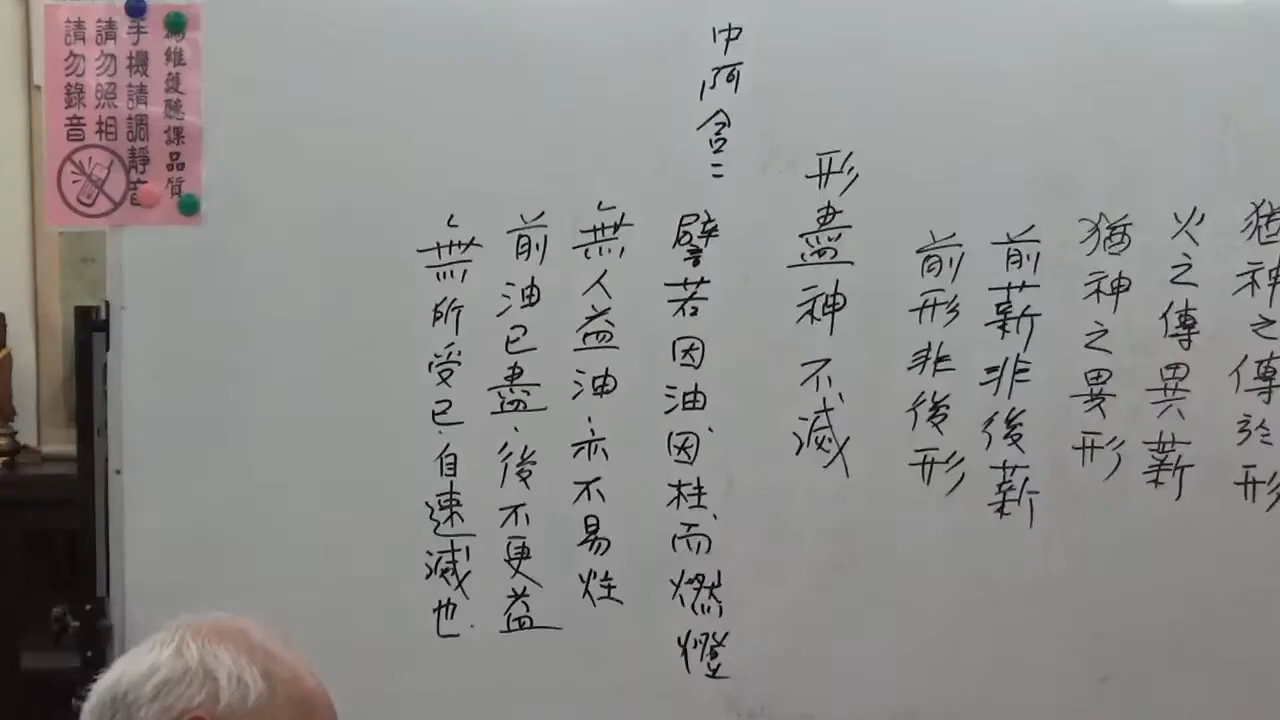 猶神之傳於形
火之傳異薪
猶神之異形
前薪非後薪
前形非後形
形盡神不滅
中阿含二
譬若因油、因柱、而燃燈
無人益油、亦不易炷
前油已盡、後不更益
無所受已、自速滅也.
為維護聽課品質
手機請調靜音
請勿照相
請勿錄音